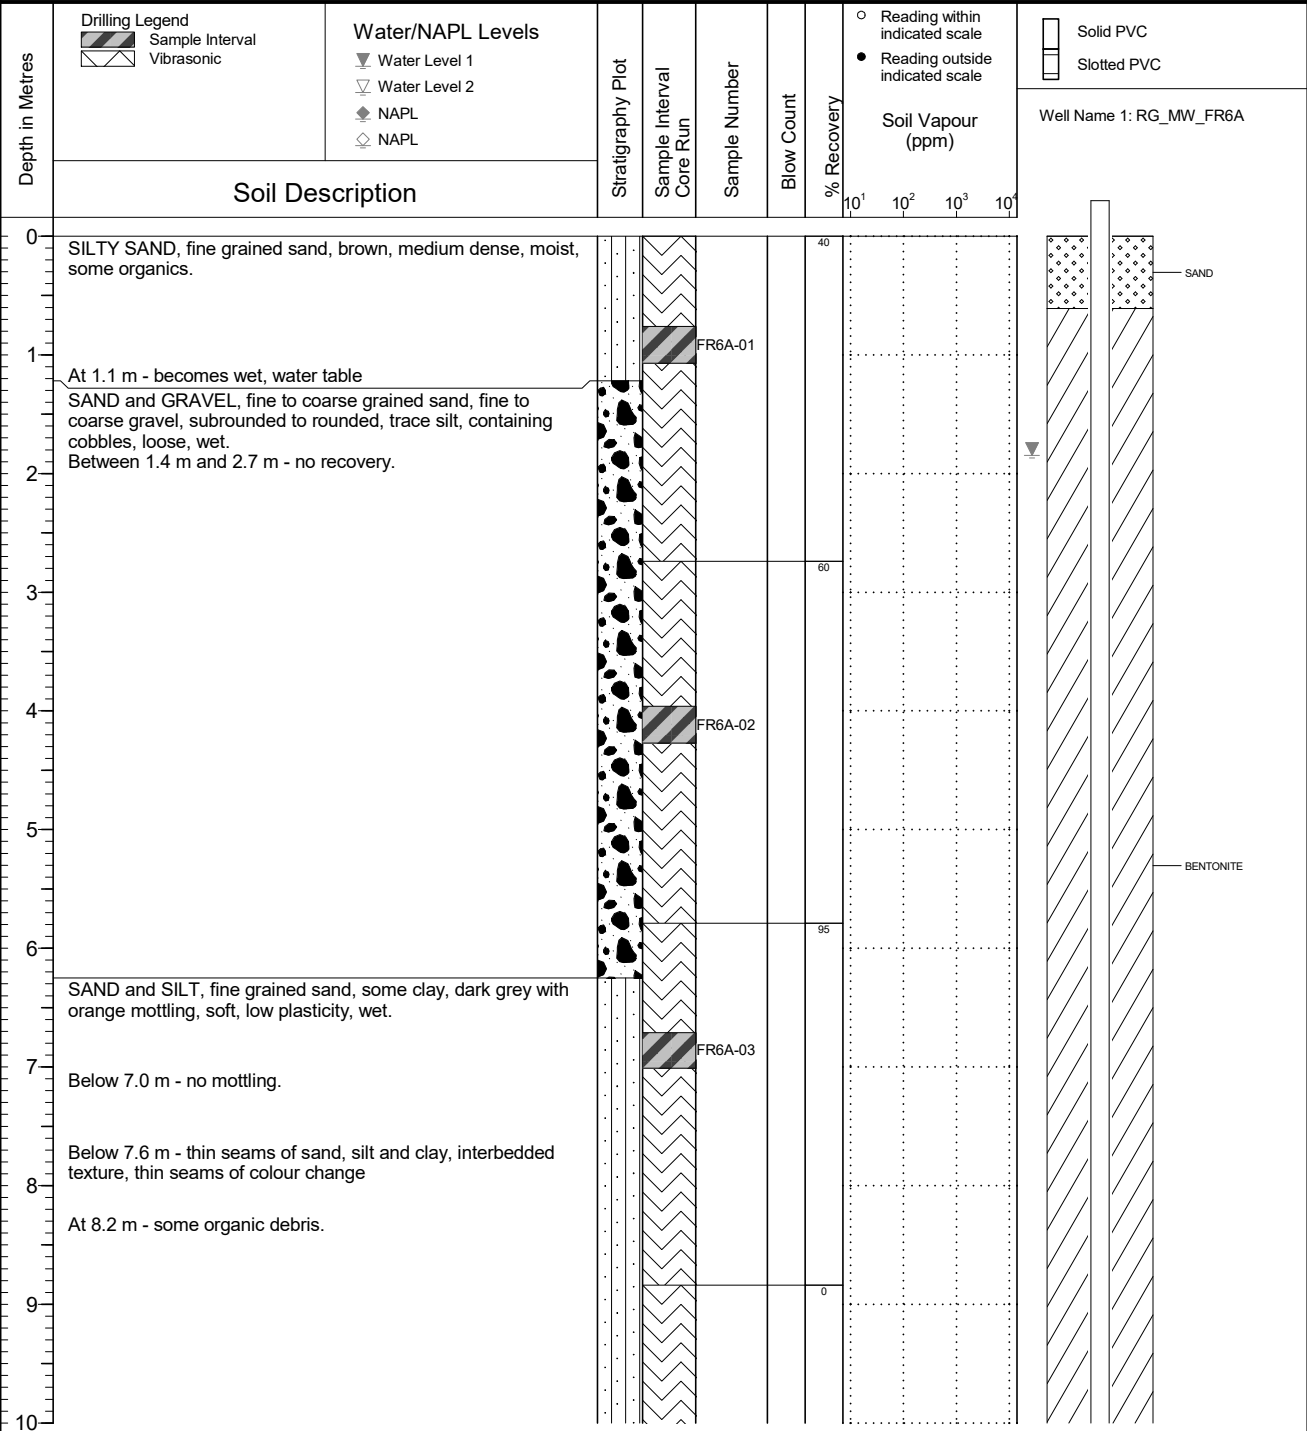 Drilling Legend
Sample Interval
Vibrasonic
Water/NAPL Levels
Water Level 1
Water Level 2
NAPL
NAPL
Depth in Metres
Soil Description
Stratigraphy Plot
Sample Interval
Core Run
Sample Number
Blow Count
% Recovery
Reading within
indicated scale
Reading outside
indicated scale
Soil Vapour
(ppm)
10¹ 10² 10³ 10⁴
Solid PVC
Slotted PVC
Well Name 1: RG_MW_FR6A
0
SILTY SAND, fine grained sand, brown, medium dense, moist,
some organics.
40
SAND
FR6A-01
1
At 1.1 m - becomes wet, water table
SAND and GRAVEL, fine to coarse grained sand, fine to
coarse gravel, subrounded to rounded, trace silt, containing
cobbles, loose, wet.
Between 1.4 m and 2.7 m - no recovery.
2
60
3
4
FR6A-02
5
BENTONITE
95
6
SAND and SILT, fine grained sand, some clay, dark grey with
orange mottling, soft, low plasticity, wet.
FR6A-03
7
Below 7.0 m - no mottling.
Below 7.6 m - thin seams of sand, silt and clay, interbedded
texture, thin seams of colour change
8
At 8.2 m - some organic debris.
0
9
10